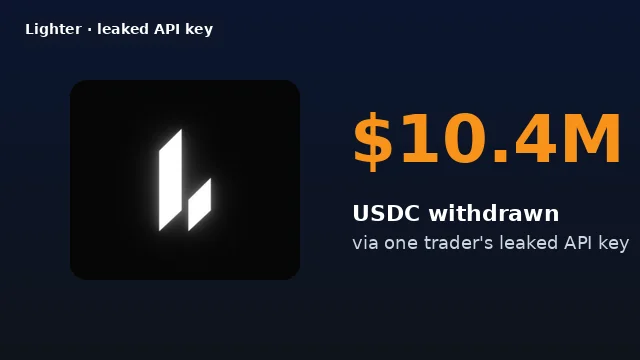 Lighter · leaked API key
$10.4M
USDC withdrawn
via one trader's leaked API key